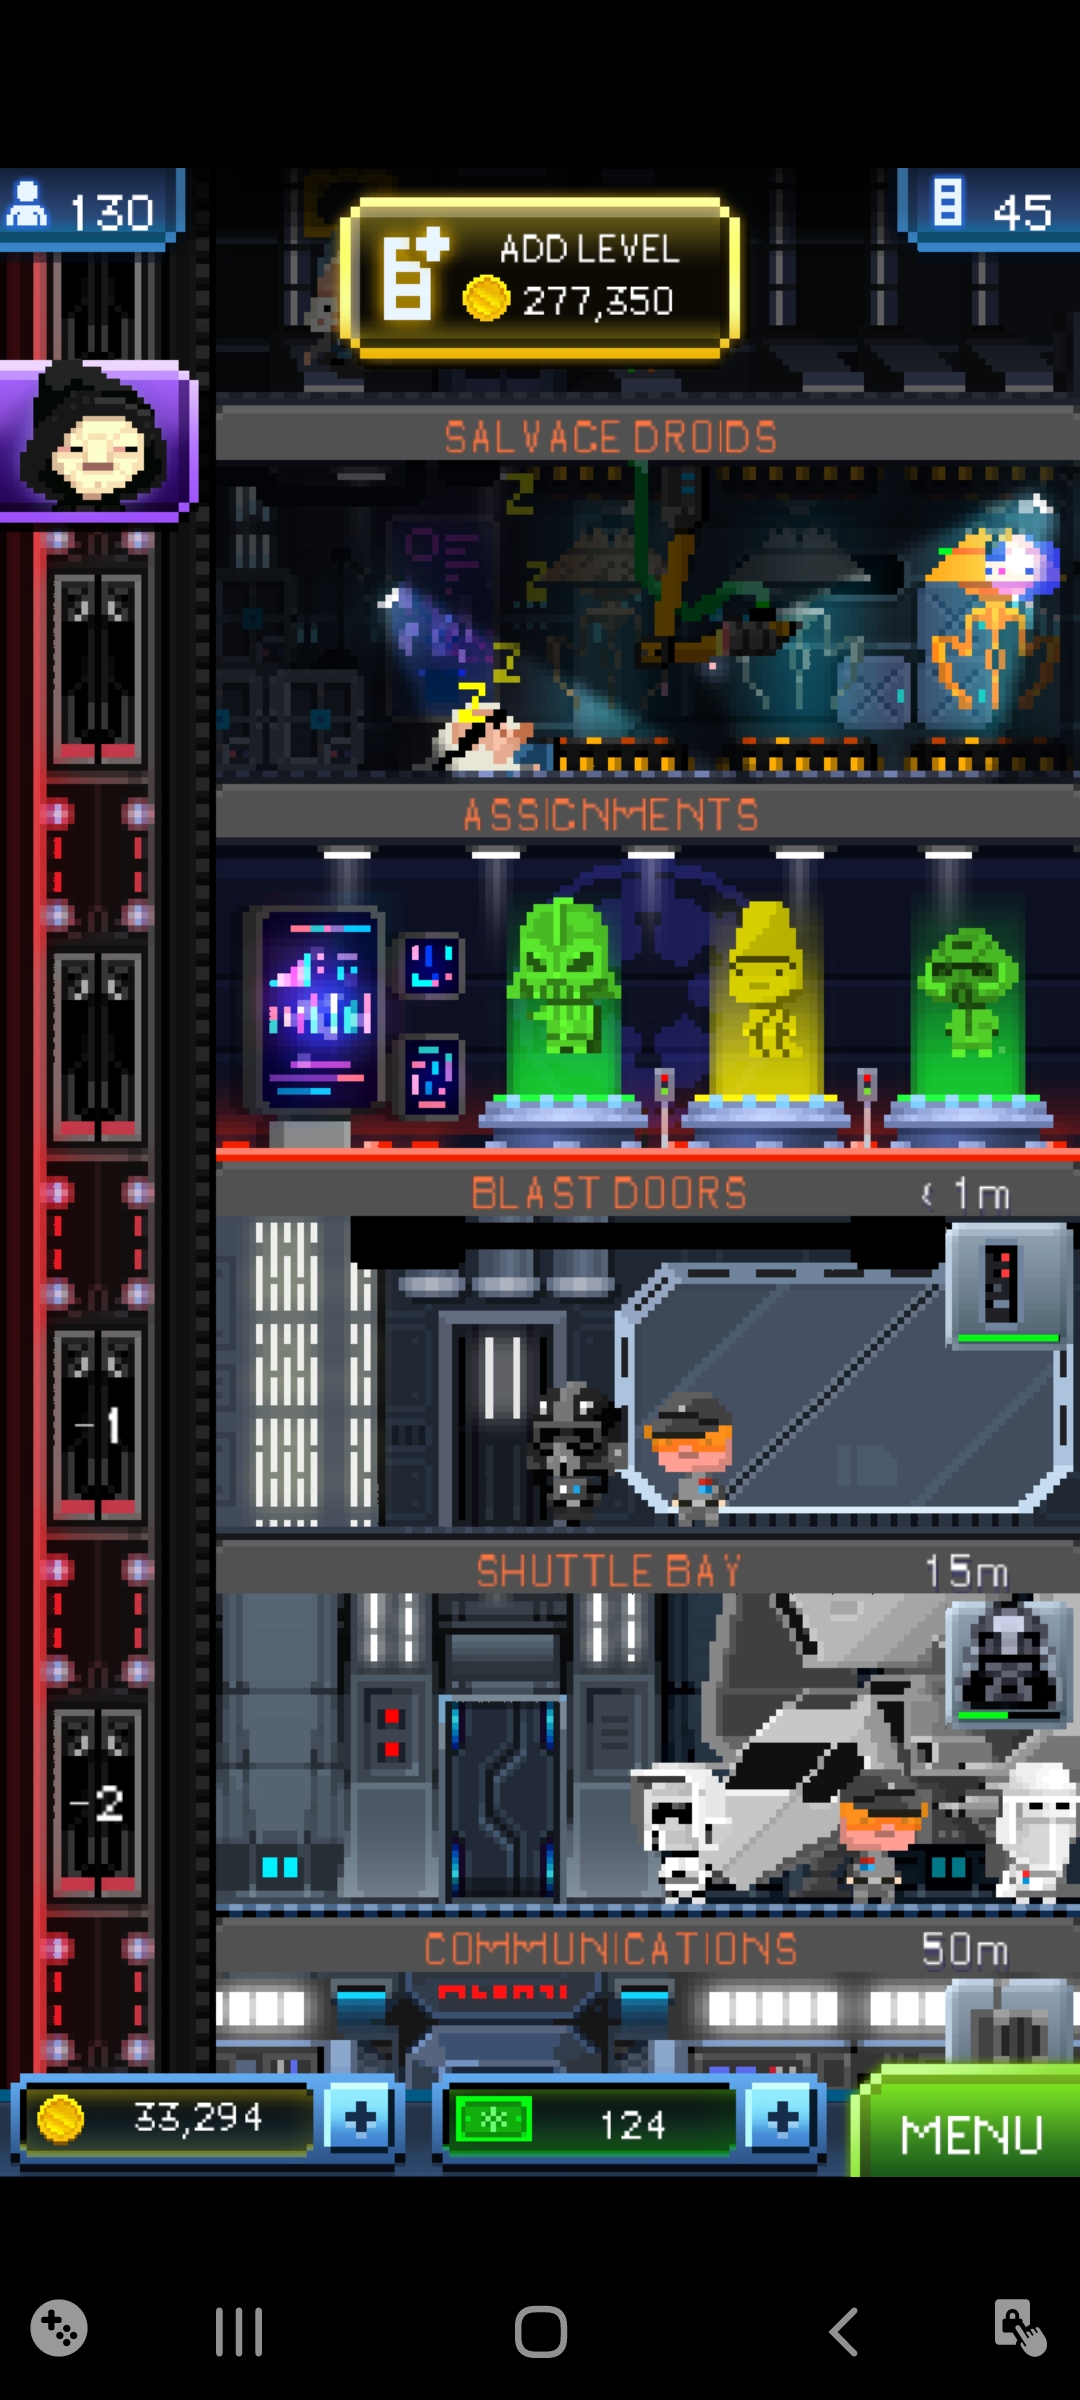 130
ADD LEVEL
277,350
45
SALVAGE DROIDS
Z
Z
Z
Z
ASSIGNMENTS
BLAST DOORS
< 1m
-1
SHUTTLE BAY
15m
-2
COMMUNICATIONS
50m
33,294
+
124
+
MENU